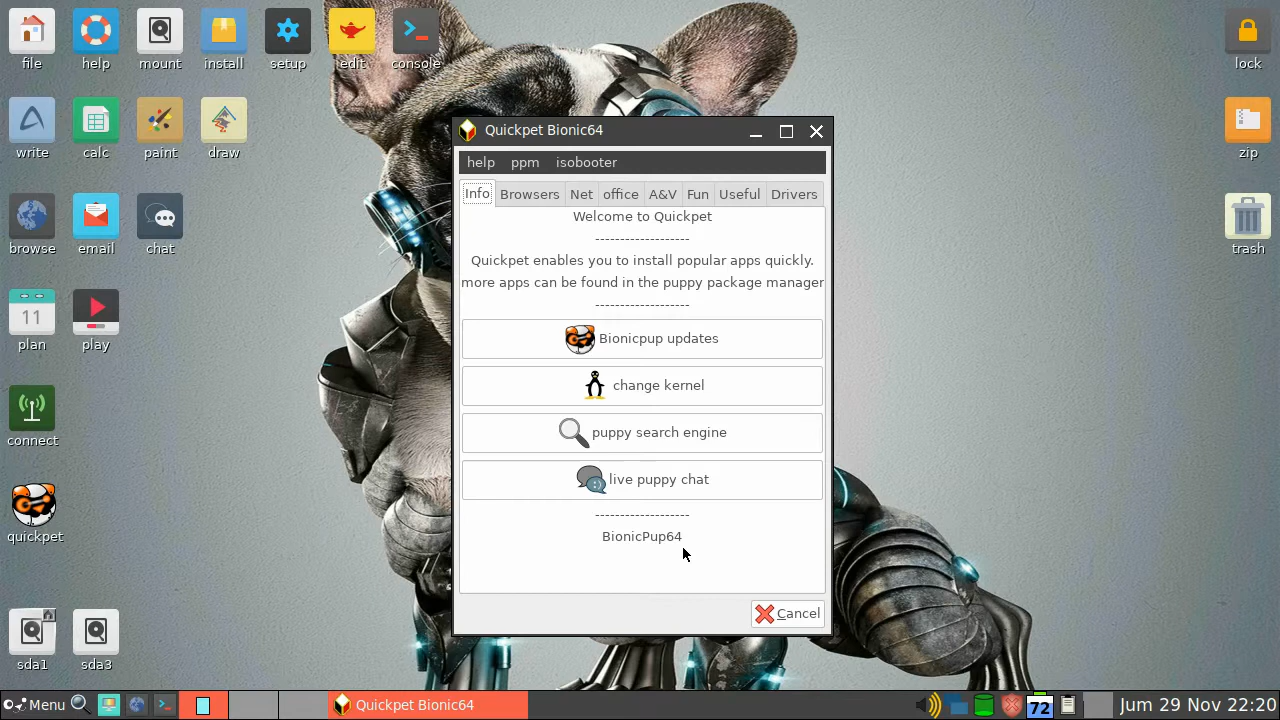 file help mount install setup edit console lock
write calc paint draw zip
browse email chat trash
11
plan play
connect
quickpet
sda1 sda3
Quickpet Bionic64
help ppm isobooter
Info Browsers Net office A&V Fun Useful Drivers
Welcome to Quickpet
-------------------
Quickpet enables you to install popular apps quickly.
more apps can be found in the puppy package manager
-------------------
Bionicpup updates
change kernel
puppy search engine
live puppy chat
-------------------
BionicPup64
Cancel
Menu Quickpet Bionic64 72 Jum 29 Nov 22:20